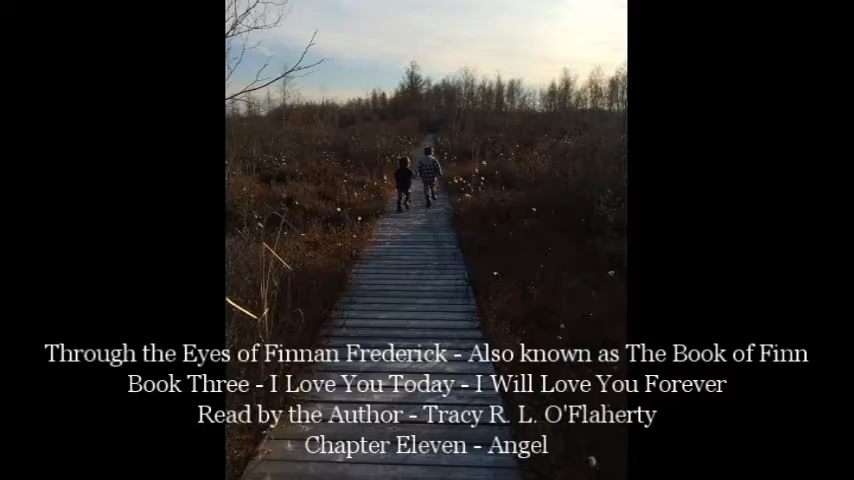 Through the Eyes of Finnan Frederick - Also known as The Book of Finn
Book Three - I Love You Today - I Will Love You Forever
Read by the Author - Tracy R. L. O'Flaherty
Chapter Eleven - Angel